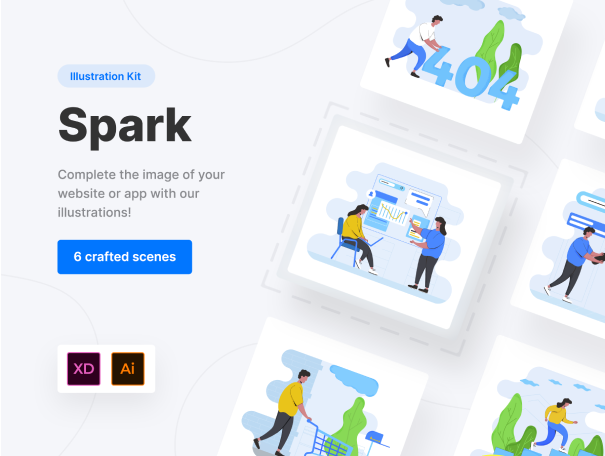 Illustration Kit
Spark
Complete the image of your
website or app with our
illustrations!
6 crafted scenes
XD
Ai
404